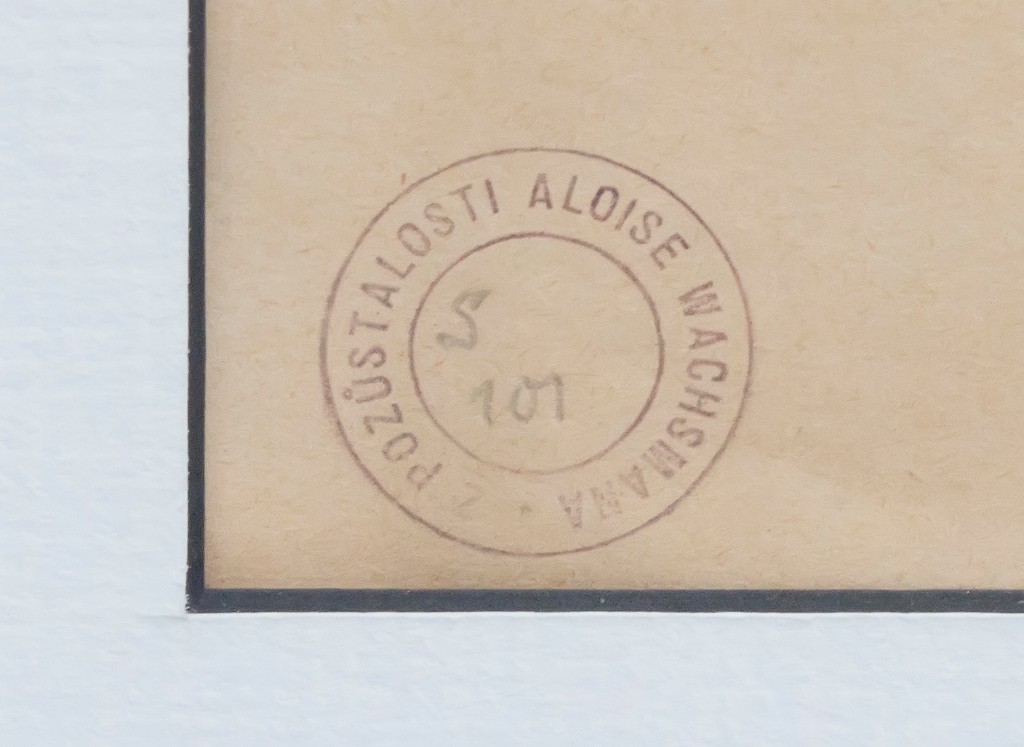 Z POZŮSTALOSTI ALOISE WACHSMANA
S
101